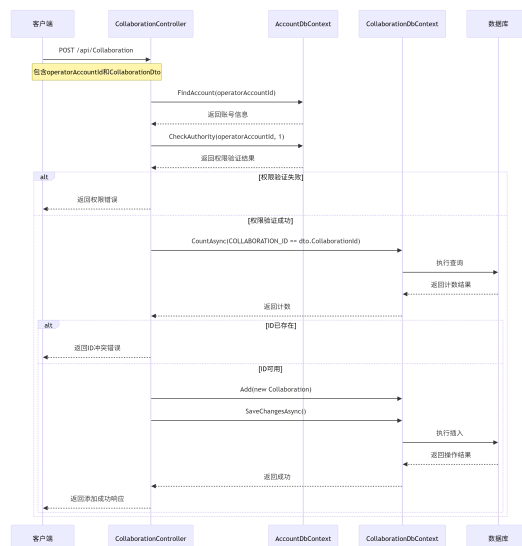 客户端 CollaborationController AccountDbContext CollaborationDbContext 数据库
POST /api/Collaboration
包含operatorAccountId和CollaborationDto
FindAccount(operatorAccountId)
返回账号信息
CheckAuthority(operatorAccountId, 1)
返回权限验证结果
alt [权限验证失败]
返回权限错误
[权限验证成功]
CountAsync(COLLABORATION_ID == dto.CollaborationId)
执行查询
返回计数结果
返回计数
alt [ID已存在]
返回ID冲突错误
[ID可用]
Add(new Collaboration)
SaveChangesAsync()
执行插入
返回操作结果
返回成功
返回添加成功响应
客户端 CollaborationController AccountDbContext CollaborationDbContext 数据库